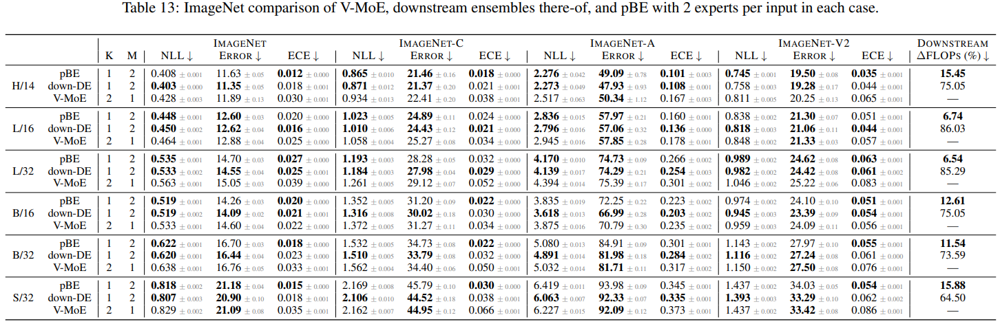 Table 13: ImageNet comparison of V-MoE, downstream ensembles there-of, and pBE with 2 experts per input in each case.
IMAGENET IMAGENET-C IMAGENET-A IMAGENET-V2 DOWNSTREAM
K M NLL ↓ ERROR ↓ ECE ↓ NLL ↓ ERROR ↓ ECE ↓ NLL ↓ ERROR ↓ ECE ↓ NLL ↓ ERROR ↓ ECE ↓ ΔFLOPS (%) ↓
pBE 1 2 0.408 ± 0.001 11.63 ± 0.05 0.012 ± 0.000 0.865 ± 0.010 21.46 ± 0.16 0.018 ± 0.000 2.276 ± 0.042 49.09 ± 0.78 0.101 ± 0.003 0.745 ± 0.001 19.50 ± 0.08 0.035 ± 0.001 15.45
H/14 down-DE 1 2 0.403 ± 0.000 11.35 ± 0.05 0.018 ± 0.001 0.871 ± 0.012 21.37 ± 0.20 0.021 ± 0.001 2.273 ± 0.049 47.93 ± 0.93 0.108 ± 0.001 0.758 ± 0.003 19.28 ± 0.17 0.044 ± 0.001 75.05
V-MoE 2 1 0.428 ± 0.003 11.89 ± 0.13 0.030 ± 0.001 0.934 ± 0.013 22.41 ± 0.20 0.038 ± 0.001 2.517 ± 0.063 50.34 ± 1.12 0.167 ± 0.003 0.811 ± 0.005 20.25 ± 0.13 0.065 ± 0.001 —
pBE 1 2 0.448 ± 0.001 12.60 ± 0.03 0.020 ± 0.000 1.023 ± 0.005 24.89 ± 0.11 0.024 ± 0.000 2.836 ± 0.015 57.97 ± 0.21 0.160 ± 0.001 0.838 ± 0.002 21.30 ± 0.07 0.051 ± 0.001 6.74
L/16 down-DE 1 2 0.450 ± 0.002 12.62 ± 0.04 0.016 ± 0.000 1.010 ± 0.006 24.43 ± 0.12 0.021 ± 0.000 2.796 ± 0.016 57.06 ± 0.32 0.136 ± 0.000 0.818 ± 0.003 21.06 ± 0.11 0.044 ± 0.001 86.03
V-MoE 2 1 0.464 ± 0.001 12.88 ± 0.04 0.025 ± 0.000 1.058 ± 0.004 25.27 ± 0.08 0.034 ± 0.000 2.945 ± 0.016 57.85 ± 0.28 0.178 ± 0.001 0.848 ± 0.002 21.33 ± 0.03 0.057 ± 0.001 —
pBE 1 2 0.535 ± 0.001 14.70 ± 0.03 0.027 ± 0.000 1.193 ± 0.003 28.28 ± 0.05 0.032 ± 0.000 4.170 ± 0.010 74.73 ± 0.09 0.266 ± 0.002 0.989 ± 0.002 24.62 ± 0.08 0.063 ± 0.001 6.54
L/32 down-DE 1 2 0.533 ± 0.002 14.55 ± 0.04 0.025 ± 0.001 1.184 ± 0.003 27.98 ± 0.04 0.029 ± 0.000 4.139 ± 0.017 74.29 ± 0.21 0.254 ± 0.003 0.982 ± 0.002 24.42 ± 0.08 0.061 ± 0.002 85.29
V-MoE 2 1 0.563 ± 0.001 15.05 ± 0.03 0.039 ± 0.000 1.261 ± 0.005 29.12 ± 0.07 0.052 ± 0.000 4.394 ± 0.014 75.39 ± 0.17 0.301 ± 0.002 1.046 ± 0.002 25.22 ± 0.06 0.083 ± 0.001 —
pBE 1 2 0.519 ± 0.001 14.26 ± 0.03 0.020 ± 0.000 1.352 ± 0.005 31.20 ± 0.09 0.022 ± 0.000 3.835 ± 0.019 72.25 ± 0.22 0.223 ± 0.002 0.974 ± 0.002 24.10 ± 0.10 0.051 ± 0.001 12.61
B/16 down-DE 1 2 0.519 ± 0.002 14.09 ± 0.02 0.021 ± 0.001 1.316 ± 0.008 30.02 ± 0.18 0.030 ± 0.000 3.618 ± 0.013 66.99 ± 0.28 0.203 ± 0.002 0.945 ± 0.003 23.39 ± 0.09 0.054 ± 0.001 75.05
V-MoE 2 1 0.533 ± 0.001 14.60 ± 0.04 0.022 ± 0.000 1.372 ± 0.005 31.27 ± 0.11 0.034 ± 0.000 3.875 ± 0.016 70.79 ± 0.30 0.235 ± 0.002 0.959 ± 0.003 24.09 ± 0.11 0.056 ± 0.001 —
pBE 1 2 0.622 ± 0.001 16.70 ± 0.03 0.018 ± 0.000 1.532 ± 0.005 34.73 ± 0.08 0.022 ± 0.000 5.080 ± 0.013 84.91 ± 0.09 0.301 ± 0.001 1.143 ± 0.002 27.97 ± 0.10 0.055 ± 0.001 11.54
B/32 down-DE 1 2 0.620 ± 0.001 16.44 ± 0.04 0.023 ± 0.000 1.510 ± 0.005 33.79 ± 0.08 0.032 ± 0.000 4.891 ± 0.014 81.98 ± 0.18 0.284 ± 0.002 1.116 ± 0.002 27.24 ± 0.08 0.061 ± 0.000 73.59
V-MoE 2 1 0.638 ± 0.001 16.76 ± 0.05 0.033 ± 0.001 1.562 ± 0.004 34.40 ± 0.06 0.050 ± 0.001 5.032 ± 0.014 81.71 ± 0.11 0.317 ± 0.002 1.150 ± 0.002 27.50 ± 0.08 0.076 ± 0.001 —
pBE 1 2 0.818 ± 0.002 21.18 ± 0.04 0.015 ± 0.000 2.169 ± 0.008 45.79 ± 0.10 0.030 ± 0.000 6.419 ± 0.011 93.98 ± 0.09 0.345 ± 0.001 1.437 ± 0.002 34.03 ± 0.05 0.054 ± 0.001 15.88
S/32 down-DE 1 2 0.807 ± 0.003 20.90 ± 0.10 0.018 ± 0.001 2.106 ± 0.010 44.52 ± 0.18 0.038 ± 0.001 6.063 ± 0.007 92.33 ± 0.07 0.335 ± 0.001 1.393 ± 0.003 33.29 ± 0.10 0.062 ± 0.002 64.50
V-MoE 2 1 0.829 ± 0.002 21.09 ± 0.08 0.035 ± 0.001 2.162 ± 0.007 44.95 ± 0.12 0.066 ± 0.001 6.227 ± 0.015 92.09 ± 0.12 0.373 ± 0.001 1.437 ± 0.002 33.42 ± 0.08 0.086 ± 0.001 —